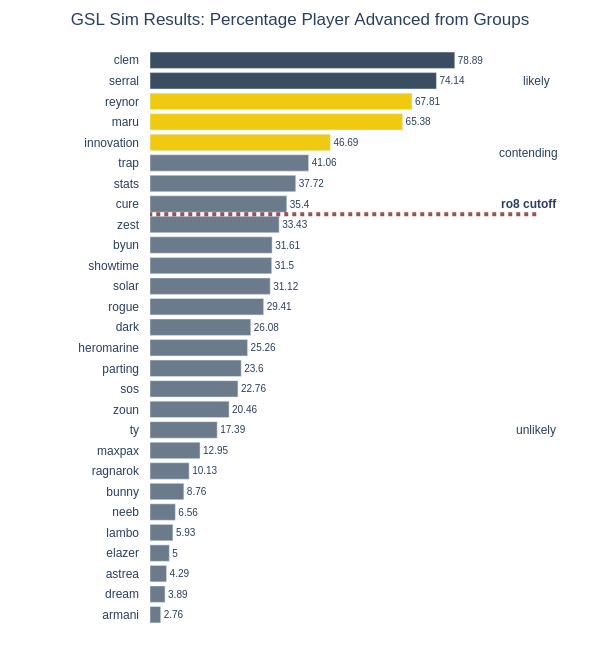 GSL Sim Results: Percentage Player Advanced from Groups
clem 78.89
serral 74.14 likely
reynor 67.81
maru 65.38
innovation 46.69
contending
trap 41.06
stats 37.72
cure 35.4 ro8 cutoff
zest 33.43
byun 31.61
showtime 31.5
solar 31.12
rogue 29.41
dark 26.08
heromarine 25.26
parting 23.6
sos 22.76
zoun 20.46
ty 17.39 unlikely
maxpax 12.95
ragnarok 10.13
bunny 8.76
neeb 6.56
lambo 5.93
elazer 5
astrea 4.29
dream 3.89
armani 2.76